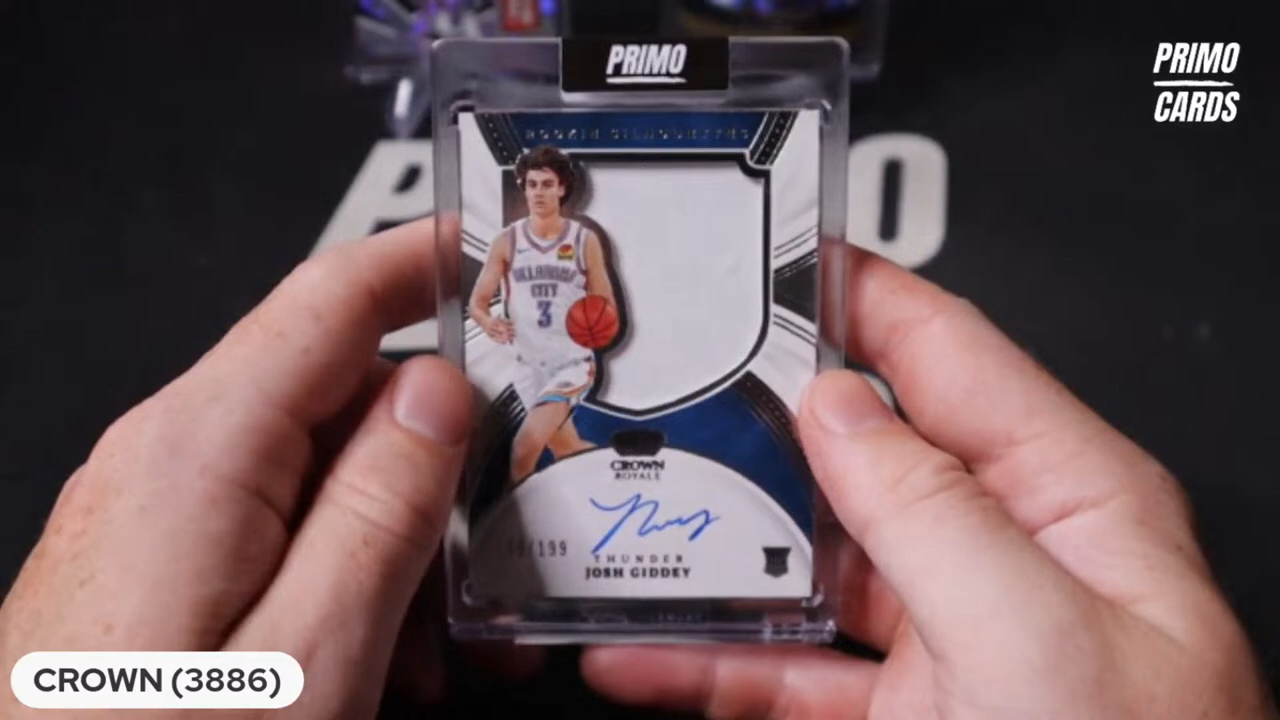 PRIMO
PRIMO
CARDS
ROOKIE SILHOUETTES
OKLAHOMA
CITY
3
CROWN
ROYALE
/199
THUNDER
JOSH GIDDEY
CROWN (3886)